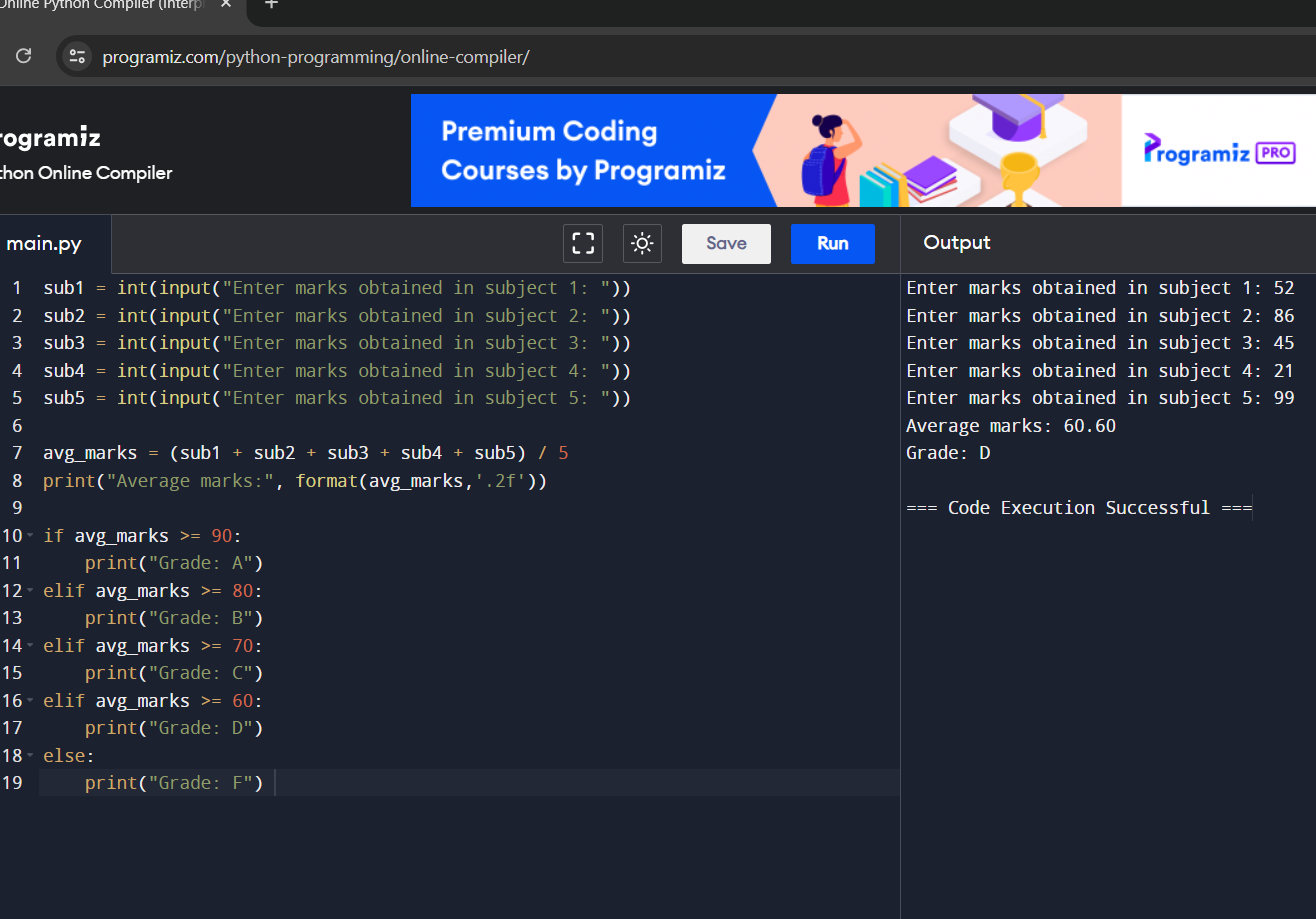 Online Python Compiler (Interp
programiz.com/python-programming/online-compiler/
rogramiz
thon Online Compiler
Premium Coding
Courses by Programiz
Programiz PRO
main.py
Save
Run
Output
1 sub1 = int(input("Enter marks obtained in subject 1: "))
2 sub2 = int(input("Enter marks obtained in subject 2: "))
3 sub3 = int(input("Enter marks obtained in subject 3: "))
4 sub4 = int(input("Enter marks obtained in subject 4: "))
5 sub5 = int(input("Enter marks obtained in subject 5: "))
6
7 avg_marks = (sub1 + sub2 + sub3 + sub4 + sub5) / 5
8 print("Average marks:", format(avg_marks,'.2f'))
9
10 if avg_marks >= 90:
11     print("Grade: A")
12 elif avg_marks >= 80:
13     print("Grade: B")
14 elif avg_marks >= 70:
15     print("Grade: C")
16 elif avg_marks >= 60:
17     print("Grade: D")
18 else:
19     print("Grade: F")
Enter marks obtained in subject 1: 52
Enter marks obtained in subject 2: 86
Enter marks obtained in subject 3: 45
Enter marks obtained in subject 4: 21
Enter marks obtained in subject 5: 99
Average marks: 60.60
Grade: D
=== Code Execution Successful ===